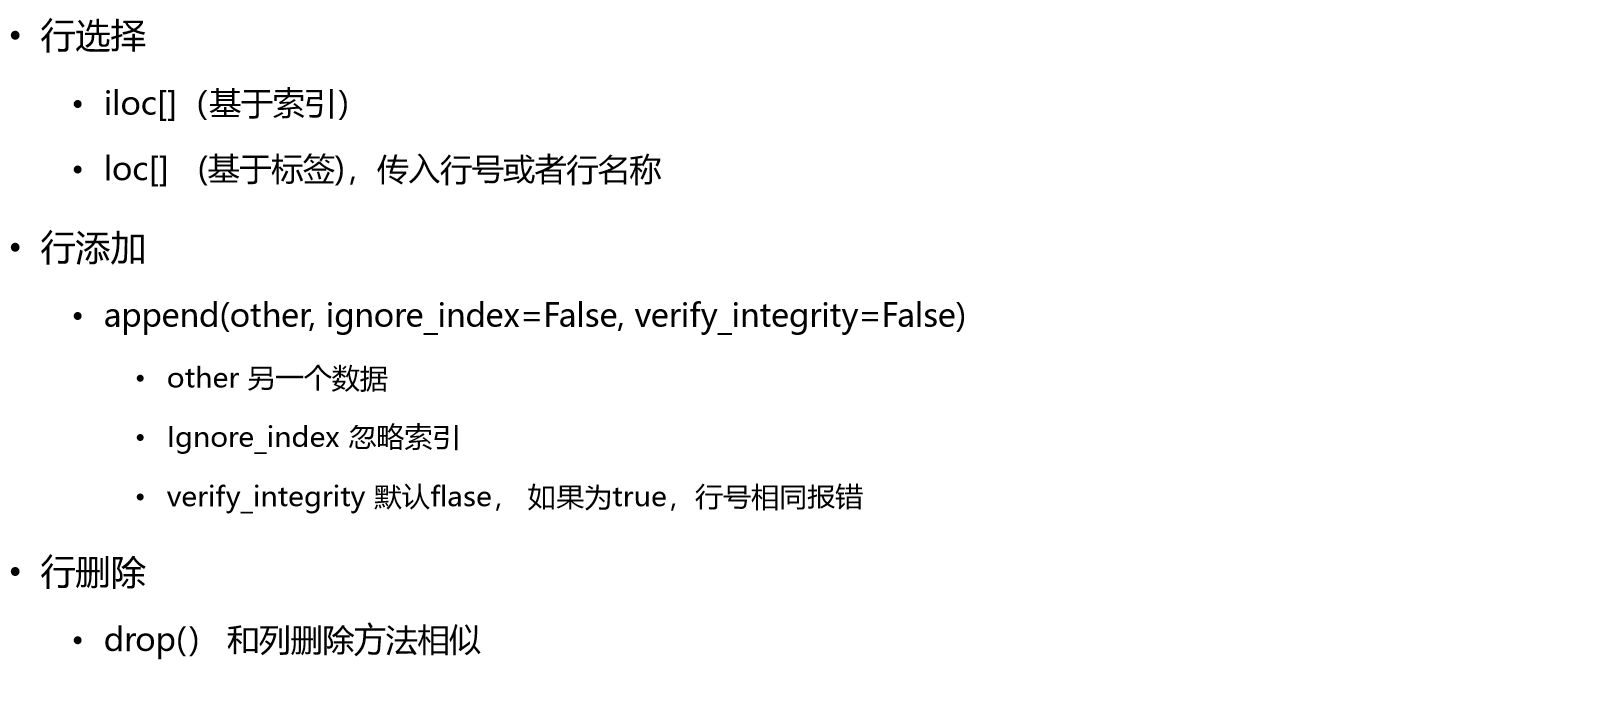 • 行选择
• iloc[]（基于索引）
• loc[] (基于标签)，传入行号或者行名称
• 行添加
• append(other, ignore_index=False, verify_integrity=False)
• other 另一个数据
• Ignore_index 忽略索引
• verify_integrity 默认flase， 如果为true，行号相同报错
• 行删除
• drop() 和列删除方法相似